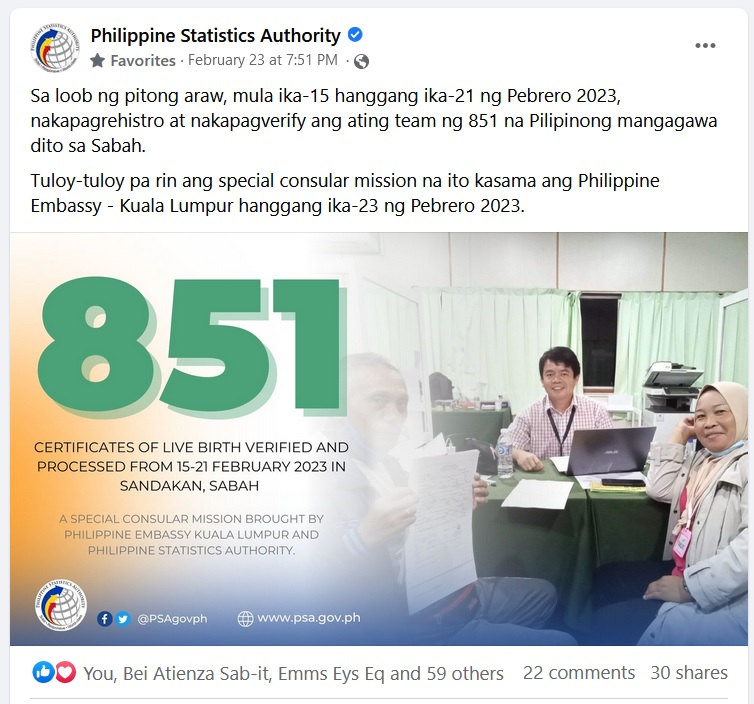 Philippine Statistics Authority
Favorites · February 23 at 7:51 PM ·
Sa loob ng pitong araw, mula ika-15 hanggang ika-21 ng Pebrero 2023,
nakapagrehistro at nakapagverify ang ating team ng 851 na Pilipinong mangagawa
dito sa Sabah.
Tuloy-tuloy pa rin ang special consular mission na ito kasama ang Philippine
Embassy - Kuala Lumpur hanggang ika-23 ng Pebrero 2023.
851
CERTIFICATES OF LIVE BIRTH VERIFIED AND
PROCESSED FROM 15-21 FEBRUARY 2023 IN
SANDAKAN, SABAH
A SPECIAL CONSULAR MISSION BROUGHT BY
PHILIPPINE EMBASSY KUALA LUMPUR AND
PHILIPPINE STATISTICS AUTHORITY.
@PSAgovph www.psa.gov.ph
You, Bei Atienza Sab-it, Emms Eys Eq and 59 others 22 comments 30 shares